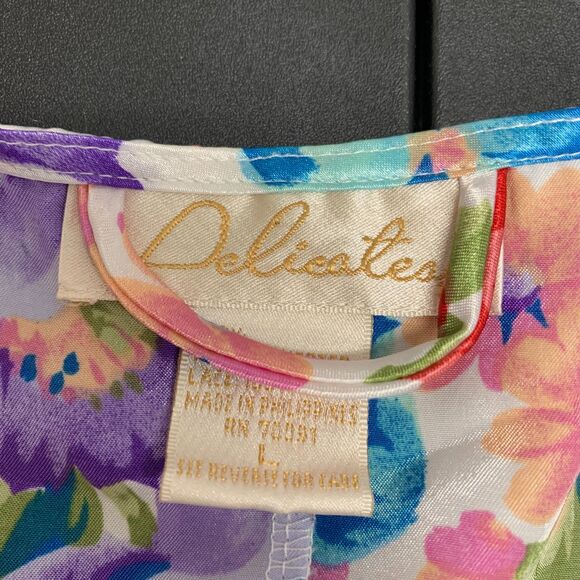 Delicates
MADE IN PHILIPPINES
RN 70091
L
SEE REVERSE FOR CARE